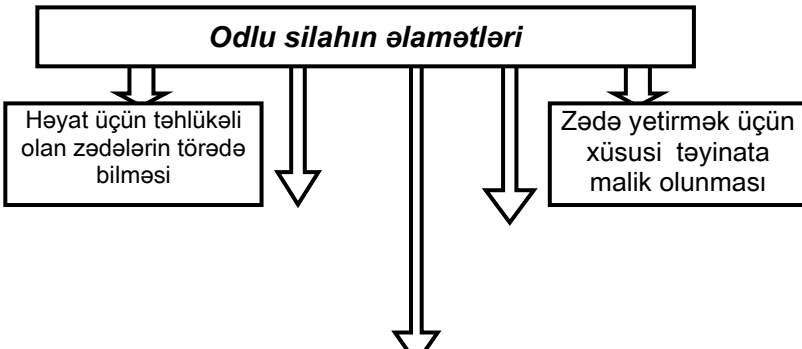 Odlu silahın əlamətləri
Həyat üçün təhlükəli
olan zədələrin törədə
bilməsi
Zədə yetirmək üçün
xüsusi təyinata
malik olunması